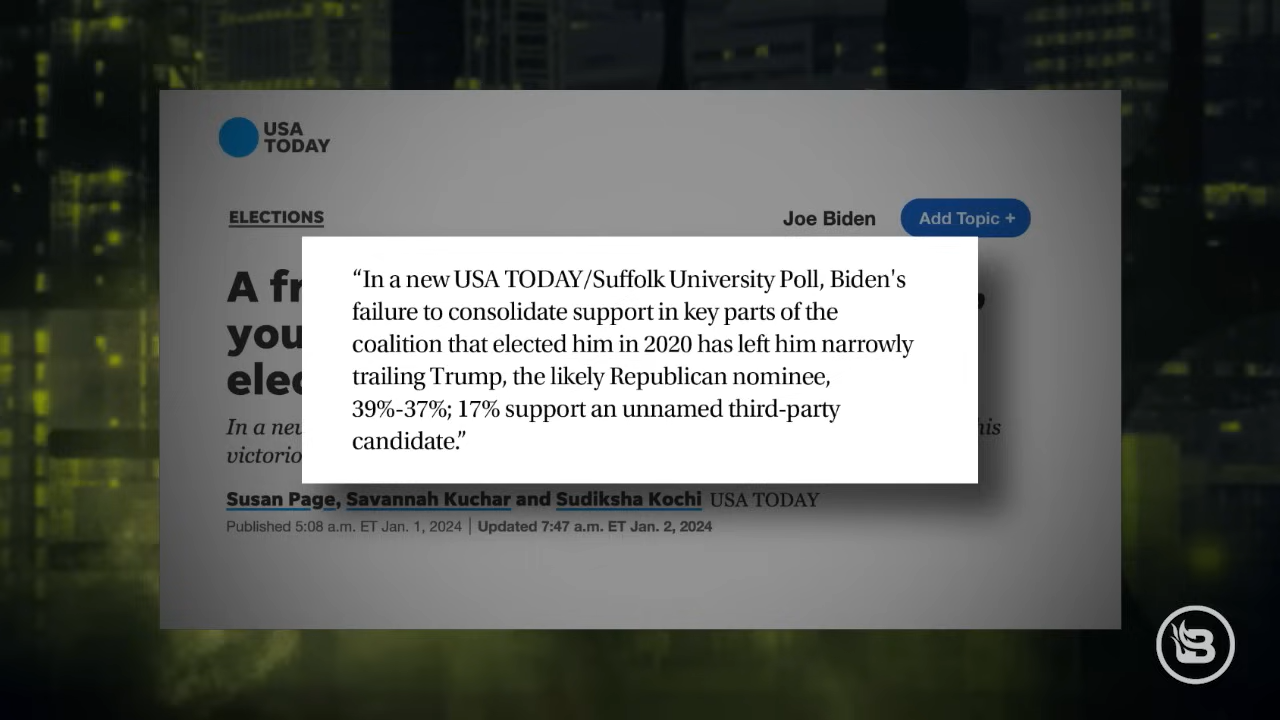 USA
TODAY
ELECTIONS
Joe Biden
Add Topic +
“In a new USA TODAY/Suffolk University Poll, Biden's
failure to consolidate support in key parts of the
coalition that elected him in 2020 has left him narrowly
trailing Trump, the likely Republican nominee,
39%-37%; 17% support an unnamed third-party
candidate.”
A
In a
Susan Page, Savannah Kuchar and Sudiksha Kochi USA TODAY
Published 5:08 a.m. ET Jan. 1, 2024 | Updated 7:47 a.m. ET Jan. 2, 2024
B